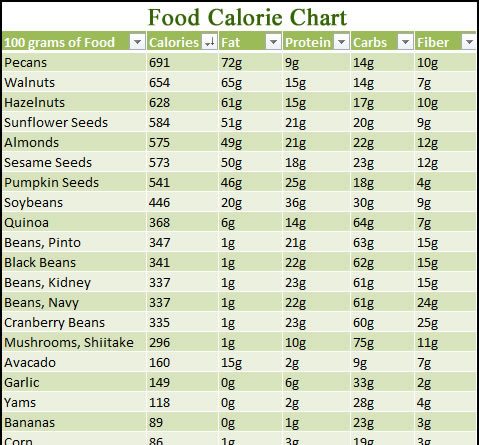 Food Calorie Chart
100 grams of Food Calories Fat Protein Carbs Fiber
Pecans 691 72g 9g 14g 10g
Walnuts 654 65g 15g 14g 7g
Hazelnuts 628 61g 15g 17g 10g
Sunflower Seeds 584 51g 21g 20g 9g
Almonds 575 49g 21g 22g 12g
Sesame Seeds 573 50g 18g 23g 12g
Pumpkin Seeds 541 46g 25g 18g 4g
Soybeans 446 20g 36g 30g 9g
Quinoa 368 6g 14g 64g 7g
Beans, Pinto 347 1g 21g 63g 15g
Black Beans 341 1g 22g 62g 15g
Beans, Kidney 337 1g 23g 61g 15g
Beans, Navy 337 1g 22g 61g 24g
Cranberry Beans 335 1g 23g 60g 25g
Mushrooms, Shiitake 296 1g 10g 75g 11g
Avacado 160 15g 2g 9g 7g
Garlic 149 0g 6g 33g 2g
Yams 118 0g 2g 28g 4g
Bananas 89 0g 1g 23g 3g
Corn 86 1g 3g 19g 3g